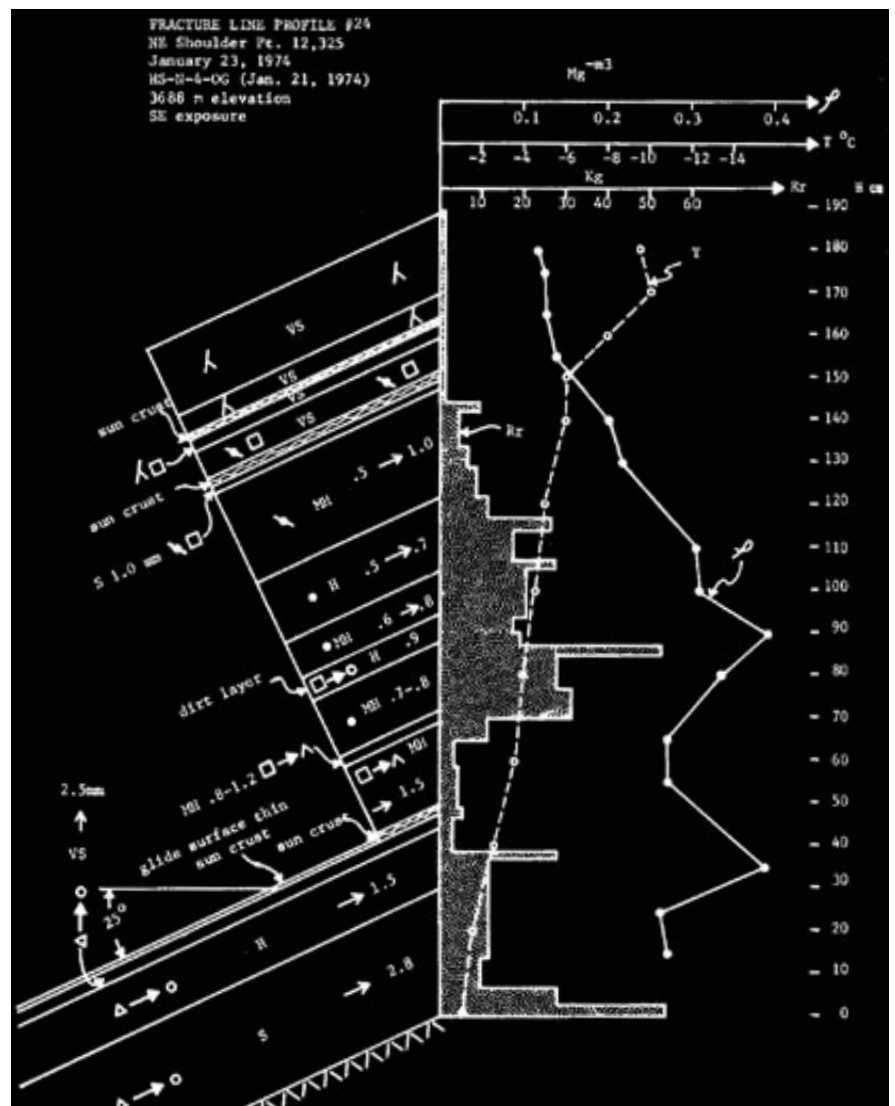 FRACTURE LINE PROFILE #24
NE Shoulder Pt. 12,325
January 23, 1974
HS-N-4-OG (Jan. 21, 1974)
3688 m elevation
SE exposure
Mg-m3
ρ
0.1 0.2 0.3 0.4
T °C
-2 -4 -6 -8 -10 -12 -14
Kg
Rr H cm
10 20 30 40 50 60
190
180
T
170
VS
160
VS
VS
150
sun crust
VS
140
Rr
MH .5 → 1.0
130
sun crust
120
S 1.0 mm
110
H .5 → .7
ρ
100
MH .6 → .8
90
H .9
80
dirt layer
MH .7-.8
70
MH
60
MH .8-1.2
1.5
50
2.5mm
glide surface thin
sun crust
sun crust
40
VS
30
25°
1.5
20
H
2.8
10
S
0